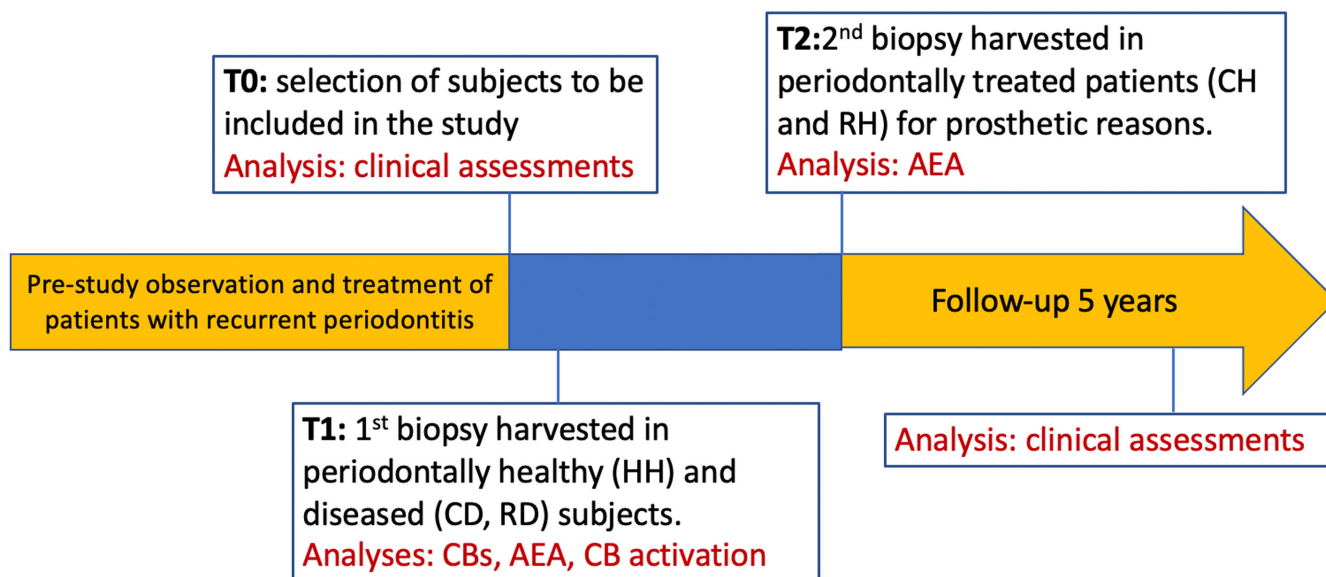 T0: selection of subjects to be
included in the study
Analysis: clinical assessments
T2:2nd biopsy harvested in
periodontally treated patients (CH
and RH) for prosthetic reasons.
Analysis: AEA
Pre-study observation and treatment of
patients with recurrent periodontitis
Follow-up 5 years
T1: 1st biopsy harvested in
periodontally healthy (HH) and
diseased (CD, RD) subjects.
Analyses: CBs, AEA, CB activation
Analysis: clinical assessments